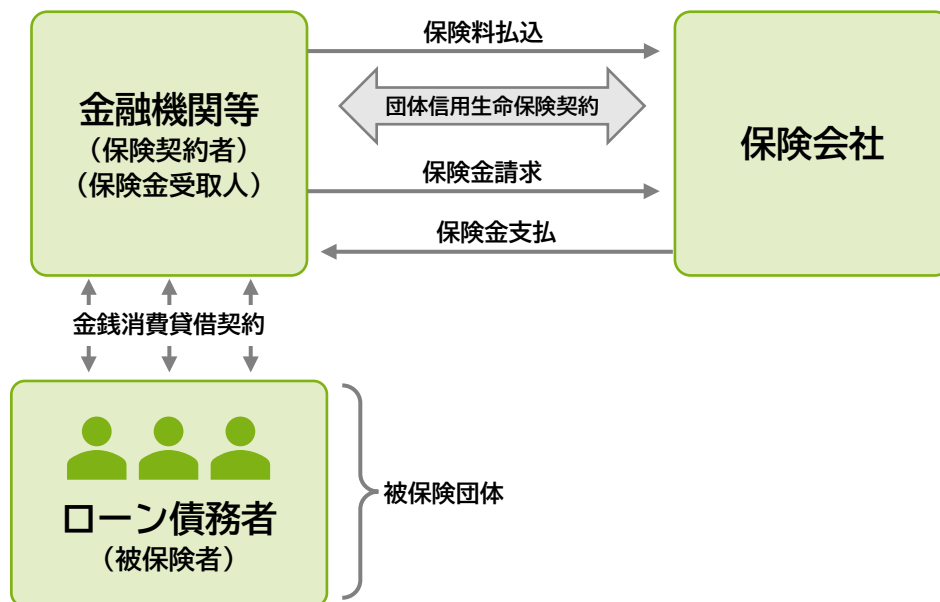 保険料払込
団体信用生命保険契約
金融機関等
（保険契約者）
（保険金受取人）
保険会社
保険金請求
保険金支払
金銭消費貸借契約
ローン債務者
（被保険者）
被保険団体